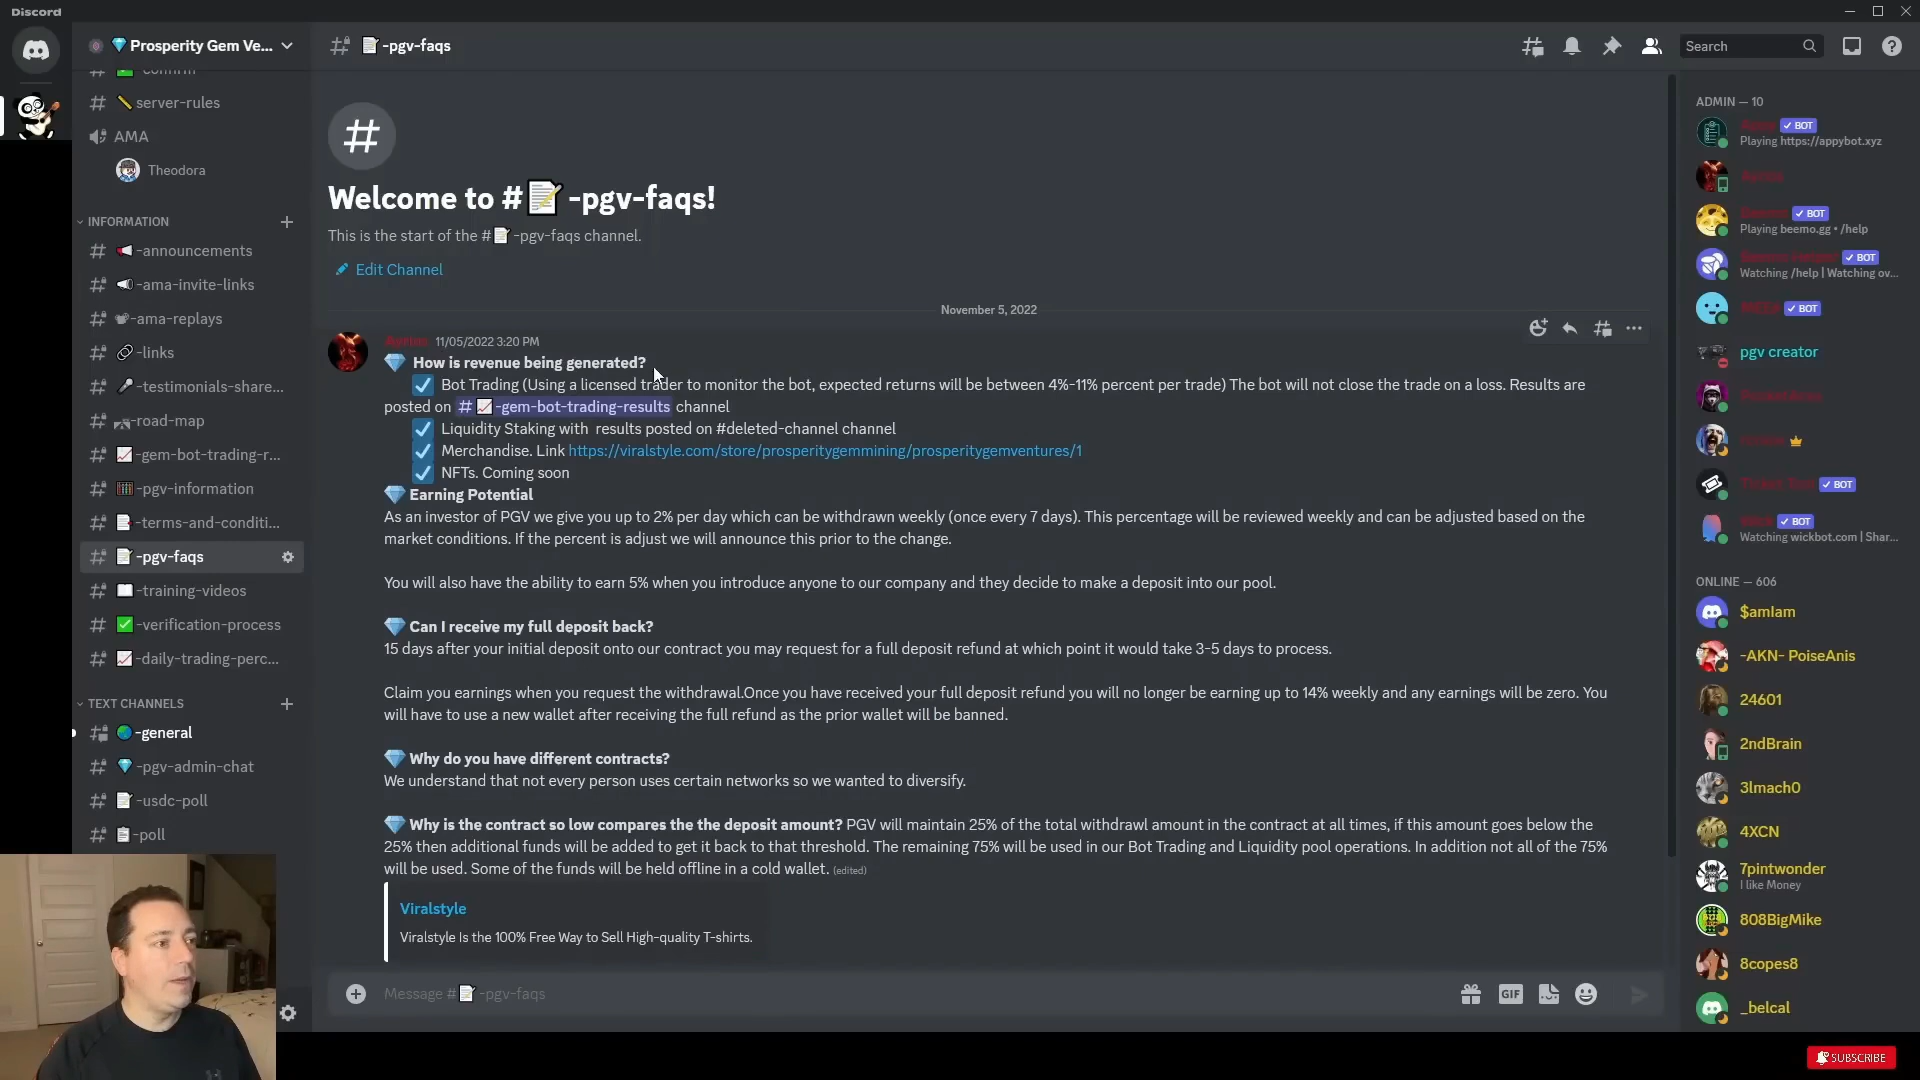 Discord
Prosperity Gem Ve...
-pgv-faqs
Search
server-rules
AMA
Theodora
INFORMATION
-announcements
-ama-invite-links
-ama-replays
-links
-testimonials-share...
-road-map
-gem-bot-trading-r...
-pgv-information
-terms-and-conditi...
-pgv-faqs
-training-videos
-verification-process
-daily-trading-perc...
TEXT CHANNELS
-general
-pgv-admin-chat
-usdc-poll
-poll
Welcome to # -pgv-faqs!
This is the start of the # -pgv-faqs channel.
Edit Channel
November 5, 2022
11/05/2022 3:20 PM
How is revenue being generated?
Bot Trading (Using a licensed trader to monitor the bot, expected returns will be between 4%-11% percent per trade) The bot will not close the trade on a loss. Results are
posted on # -gem-bot-trading-results channel
Liquidity Staking with results posted on #deleted-channel channel
Merchandise. Link https://viralstyle.com/store/prosperitygemmining/prosperitygemventures/1
NFTs. Coming soon
Earning Potential
As an investor of PGV we give you up to 2% per day which can be withdrawn weekly (once every 7 days). This percentage will be reviewed weekly and can be adjusted based on the
market conditions. If the percent is adjust we will announce this prior to the change.
You will also have the ability to earn 5% when you introduce anyone to our company and they decide to make a deposit into our pool.
Can I receive my full deposit back?
15 days after your initial deposit onto our contract you may request for a full deposit refund at which point it would take 3-5 days to process.
Claim you earnings when you request the withdrawal.Once you have received your full deposit refund you will no longer be earning up to 14% weekly and any earnings will be zero. You
will have to use a new wallet after receiving the full refund as the prior wallet will be banned.
Why do you have different contracts?
We understand that not every person uses certain networks so we wanted to diversify.
Why is the contract so low compares the the deposit amount? PGV will maintain 25% of the total withdrawl amount in the contract at all times, if this amount goes below the
25% then additional funds will be added to get it back to that threshold. The remaining 75% will be used in our Bot Trading and Liquidity pool operations. In addition not all of the 75%
will be used. Some of the funds will be held offline in a cold wallet. (edited)
Viralstyle
Viralstyle Is the 100% Free Way to Sell High-quality T-shirts.
Message # -pgv-faqs
GIF
ADMIN — 10
BOT
Playing https://appybot.xyz
BOT
Playing beemo.gg • /help
BOT
Watching /help | Watching ov...
BOT
pgv creator
BOT
BOT
Watching wickbot.com | Shar...
ONLINE — 606
$amIam
-AKN- PoiseAnis
24601
2ndBrain
3lmach0
4XCN
7pintwonder
I like Money
808BigMike
8copes8
_belcal
SUBSCRIBE